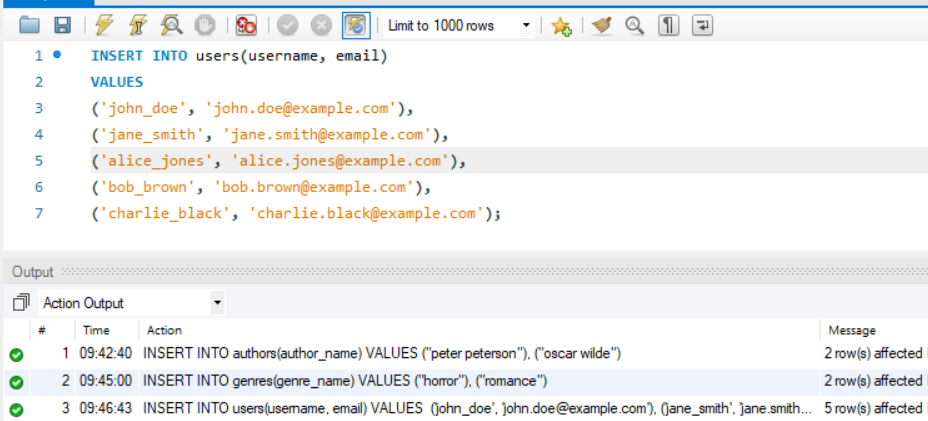 Limit to 1000 rows
1 INSERT INTO users(username, email)
2 VALUES
3 ('john_doe', 'john.doe@example.com'),
4 ('jane_smith', 'jane.smith@example.com'),
5 ('alice_jones', 'alice.jones@example.com'),
6 ('bob_brown', 'bob.brown@example.com'),
7 ('charlie_black', 'charlie.black@example.com');
Output
Action Output
# Time Action Message
1 09:42:40 INSERT INTO authors(author_name) VALUES ("peter peterson"), ("oscar wilde") 2 row(s) affected
2 09:45:00 INSERT INTO genres(genre_name) VALUES ("horror"), ("romance") 2 row(s) affected
3 09:46:43 INSERT INTO users(username, email) VALUES ('john_doe', 'john.doe@example.com'), ('jane_smith', 'jane.smith... 5 row(s) affected